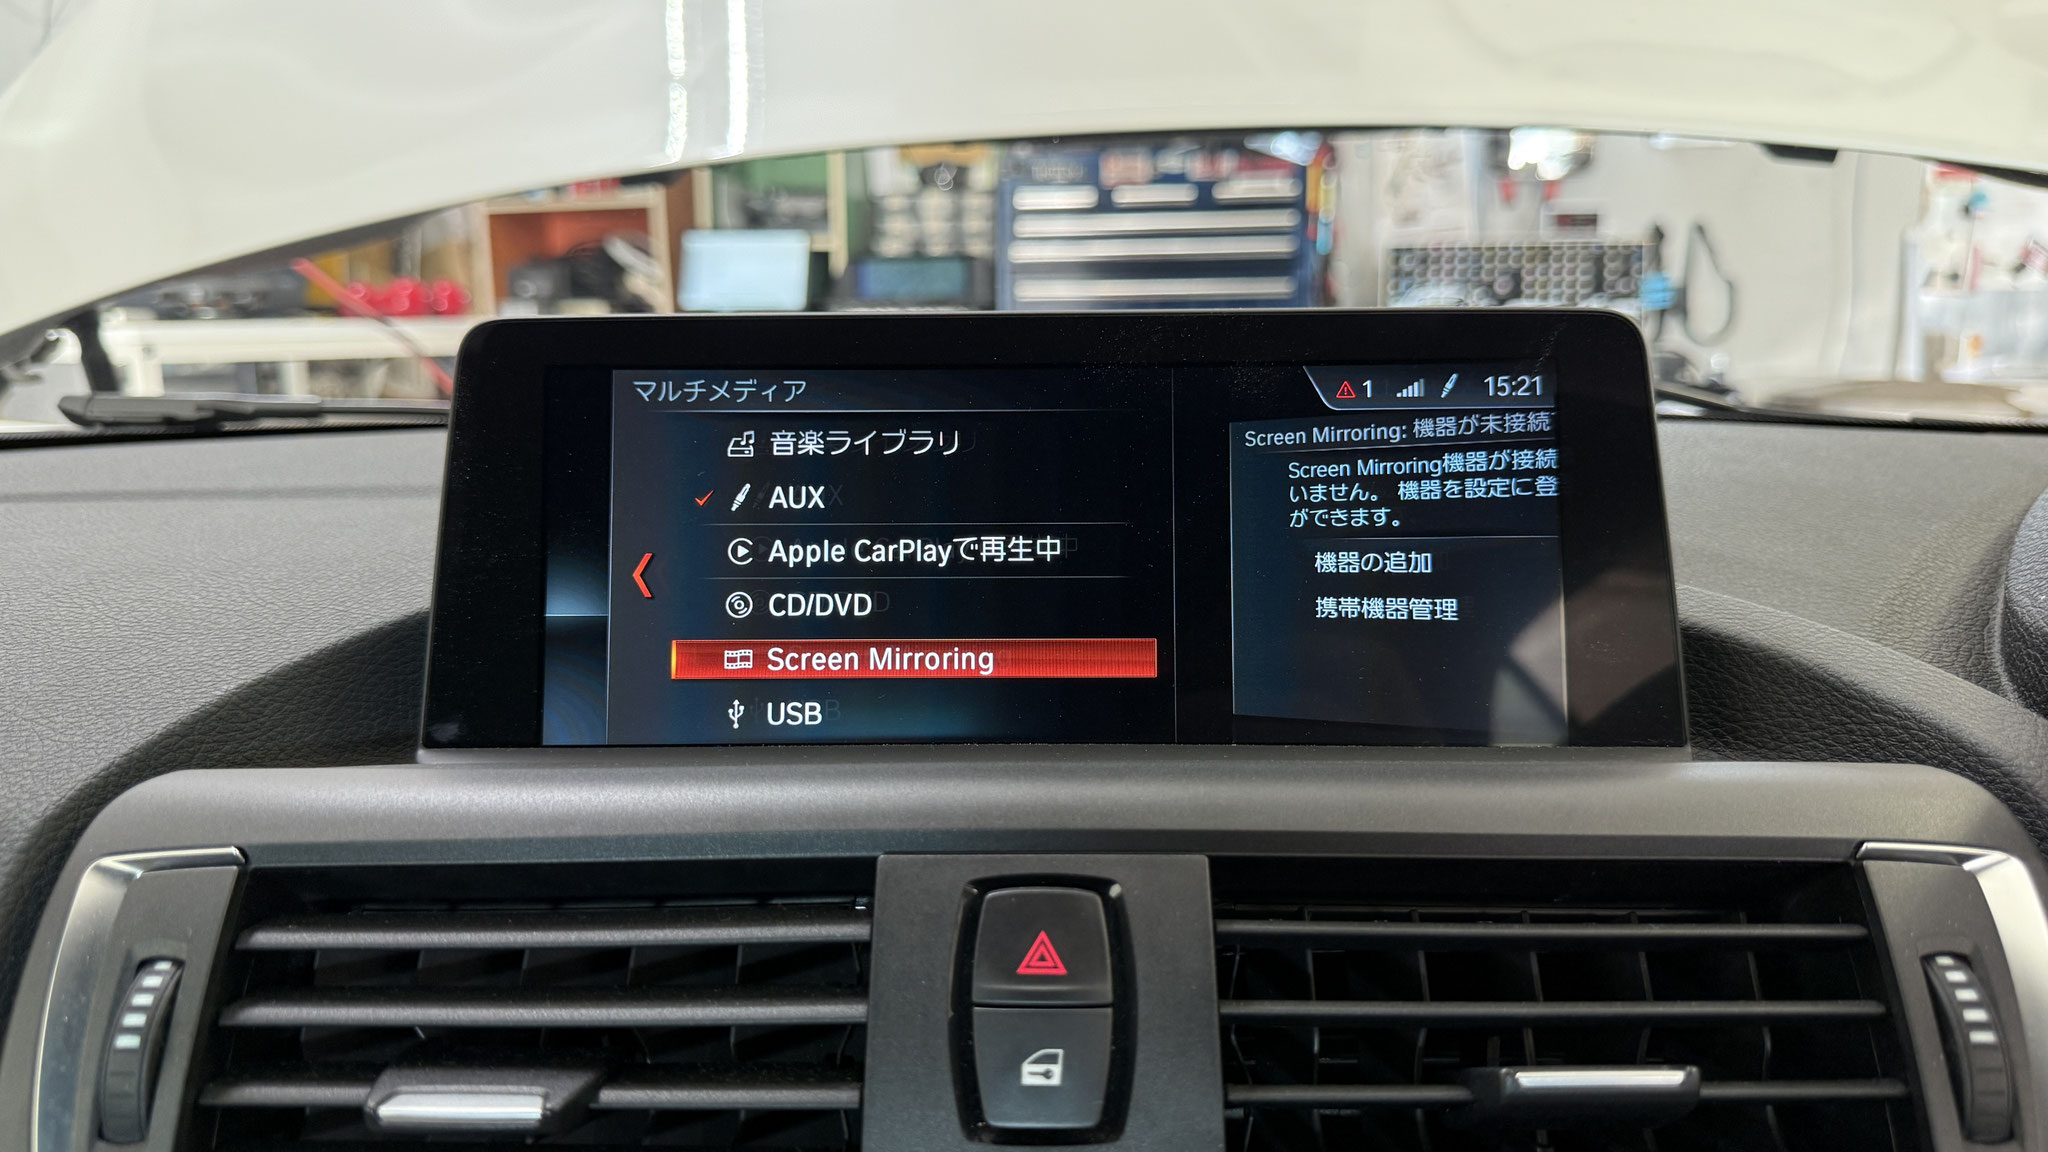 マルチメディア
1 15:21
音楽ライブラリ
AUX
Apple CarPlayで再生中
CD/DVD
Screen Mirroring
USB
Screen Mirroring: 機器が未接続
Screen Mirroring機器が接続
いません。 機器を設定に登
ができます。
機器の追加
携帯機器管理